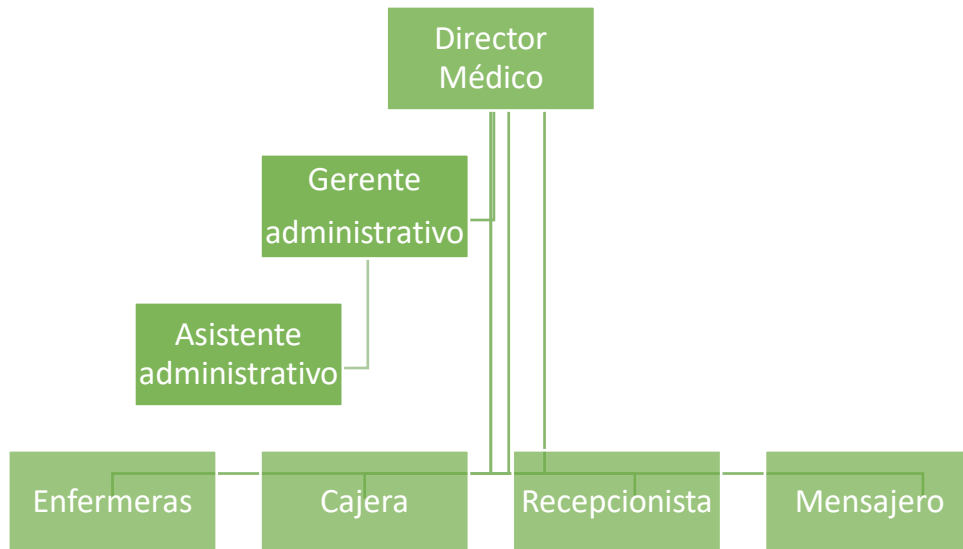 Director
Médico
Gerente
administrativo
Asistente
administrativo
Enfermeras
Cajera
Recepcionista
Mensajero